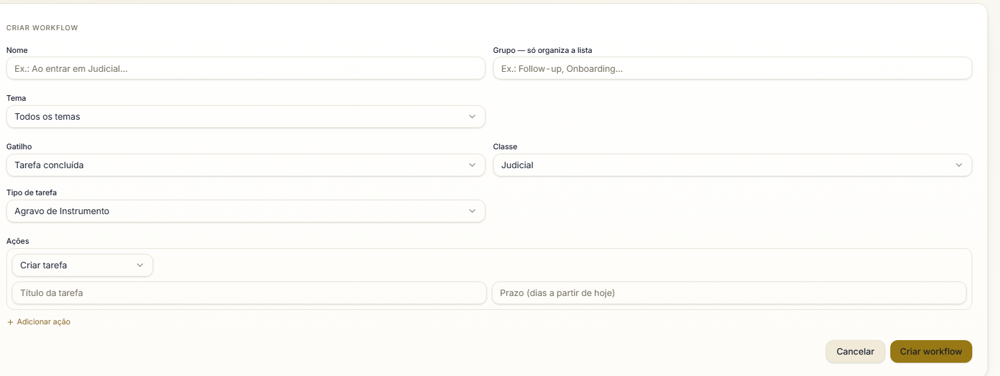 CRIAR WORKFLOW
Nome
Grupo — só organiza a lista
Ex.: Ao entrar em Judicial...
Ex.: Follow-up, Onboarding...
Tema
Todos os temas
Gatilho
Classe
Tarefa concluída
Judicial
Tipo de tarefa
Agravo de Instrumento
Ações
Criar tarefa
Título da tarefa
Prazo (dias a partir de hoje)
+ Adicionar ação
Cancelar
Criar workflow